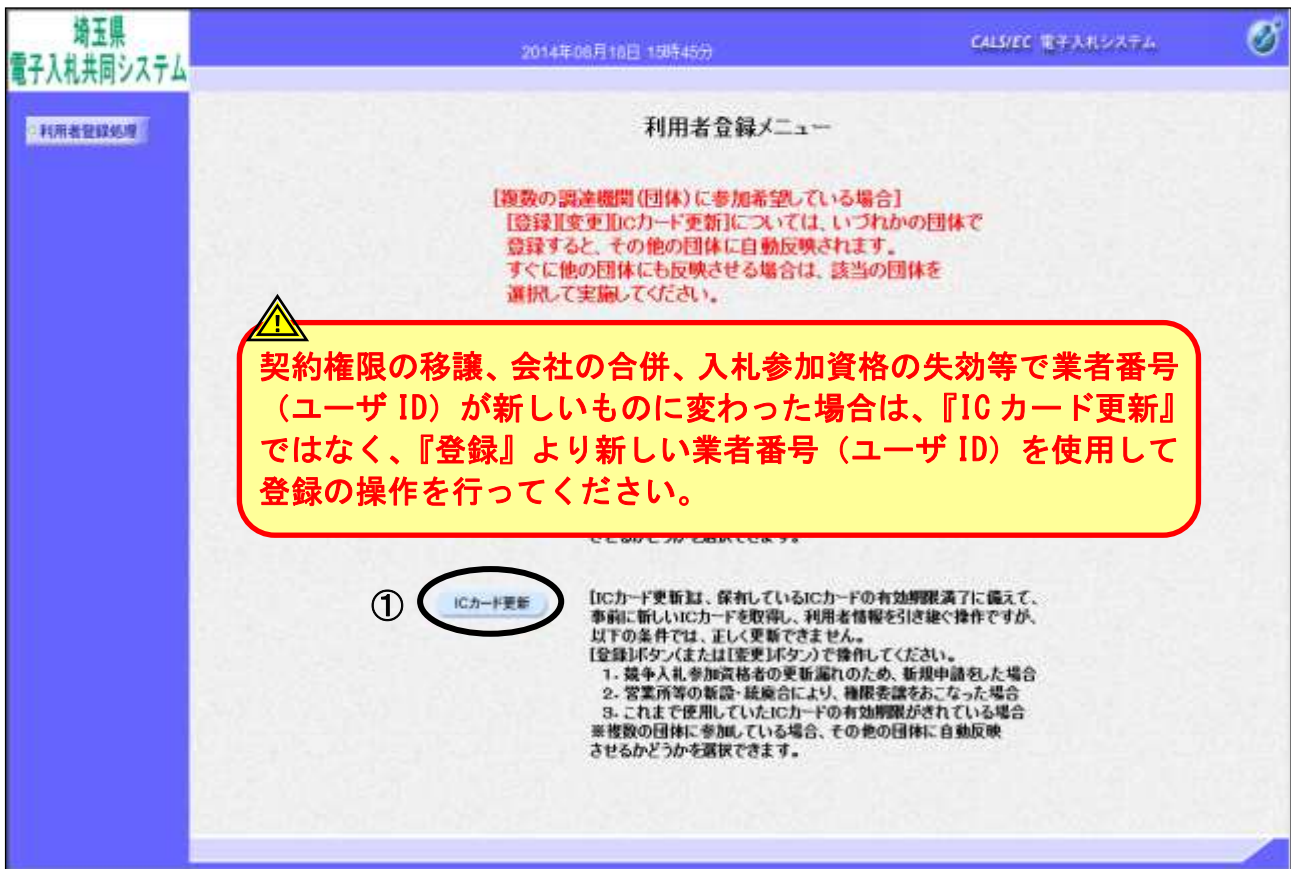 埼玉県
電子入札共同システム
2014年06月18日 15時45分
CALS/EC 電子入札システム
利用者登録処理
利用者登録メニュー
[複数の調達機関(団体)に参加希望している場合]
[登録][変更][ICカード更新]については、いづれかの団体で
登録すると、その他の団体に自動反映されます。
すぐに他の団体にも反映させる場合は、該当の団体を
選択して実施してください。
契約権限の移譲、会社の合併、入札参加資格の失効等で業者番号
（ユーザ ID）が新しいものに変わった場合は、『IC カード更新』
ではなく、『登録』より新しい業者番号（ユーザ ID）を使用して
登録の操作を行ってください。
させるかどうかを選択できます。
① ICカード更新
[ICカード更新]は、保有しているICカードの有効期限満了に備えて、
事前に新しいICカードを取得し、利用者情報を引き継ぐ操作ですが、
以下の条件では、正しく更新できません。
[登録]ボタン(または[変更]ボタン)で操作してください。
1. 競争入札参加資格者の更新漏れのため、新規申請をした場合
2. 営業所等の新設・統廃合により、権限委譲をおこなった場合
3. これまで使用していたICカードの有効期限がきれている場合
※複数の団体に参加している場合、その他の団体に自動反映
させるかどうかを選択できます。